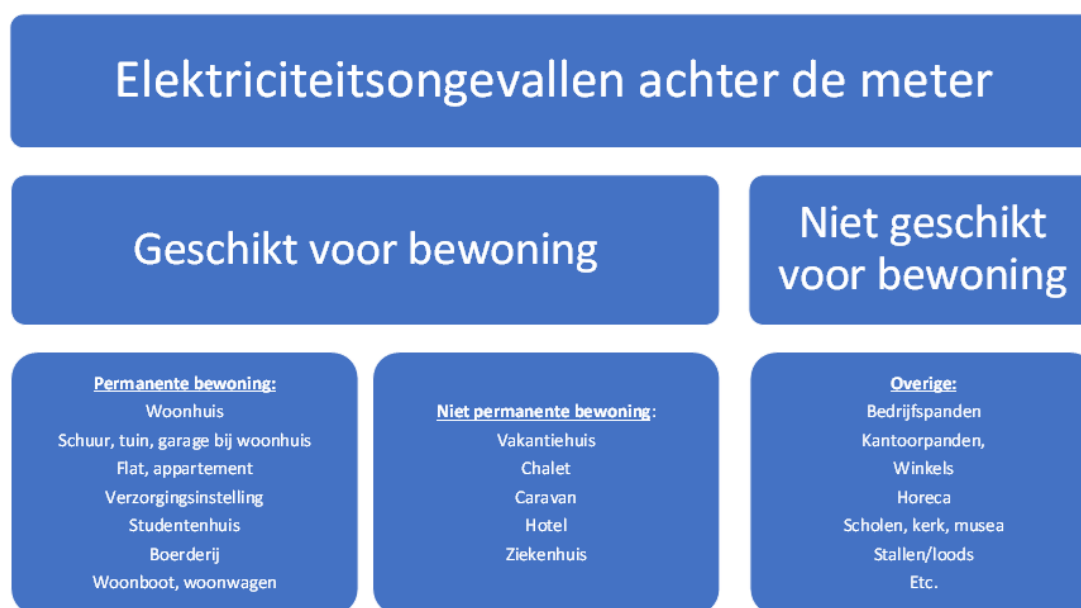 Elektriciteitsongevallen achter de meter
Geschikt voor bewoning
Niet geschikt
voor bewoning
Permanente bewoning:
Woonhuis
Schuur, tuin, garage bij woonhuis
Flat, appartement
Verzorgingsinstelling
Studentenhuis
Boerderij
Woonboot, woonwagen
Niet permanente bewoning:
Vakantiehuis
Chalet
Caravan
Hotel
Ziekenhuis
Overige:
Bedrijfspanden
Kantoorpanden,
Winkels
Horeca
Scholen, kerk, musea
Stallen/loods
Etc.